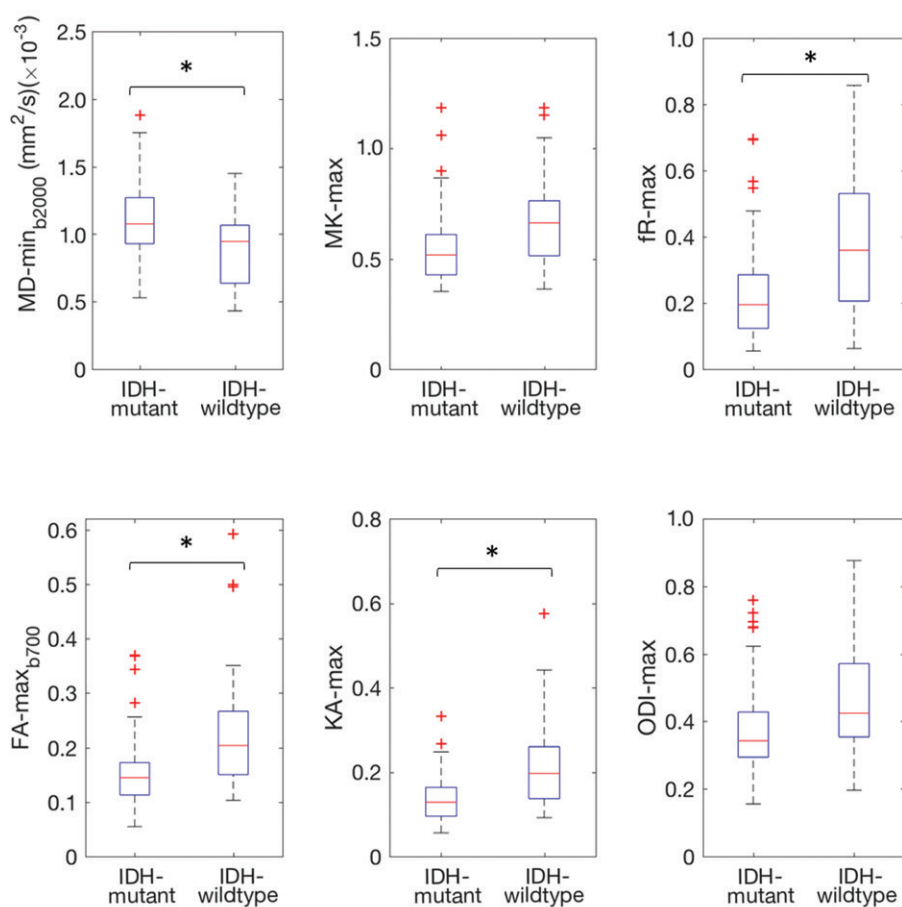 MD-min_b2000 (mm²/s)(×10⁻³)
2.5
2.0
1.5
1.0
0.5
0
*
IDH-
mutant
IDH-
wildtype
MK-max
1.5
1.0
0.5
0
IDH-
mutant
IDH-
wildtype
fR-max
1.0
0.8
0.6
0.4
0.2
0
*
IDH-
mutant
IDH-
wildtype
FA-max_b700
0.6
0.5
0.4
0.3
0.2
0.1
0
*
IDH-
mutant
IDH-
wildtype
KA-max
0.8
0.6
0.4
0.2
0
*
IDH-
mutant
IDH-
wildtype
ODI-max
1.0
0.8
0.6
0.4
0.2
0
IDH-
mutant
IDH-
wildtype